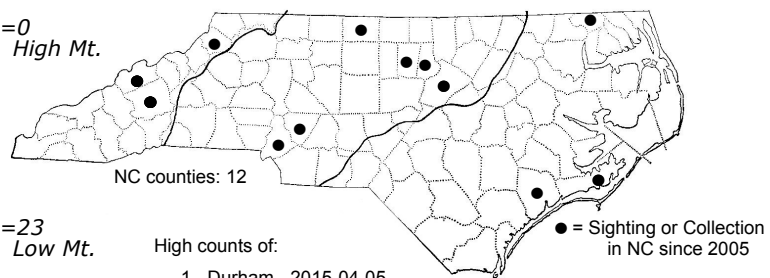 =0
High Mt.
NC counties: 12
=23
Low Mt.
High counts of:
● = Sighting or Collection
in NC since 2005
1 - Durham - 2015-04-05